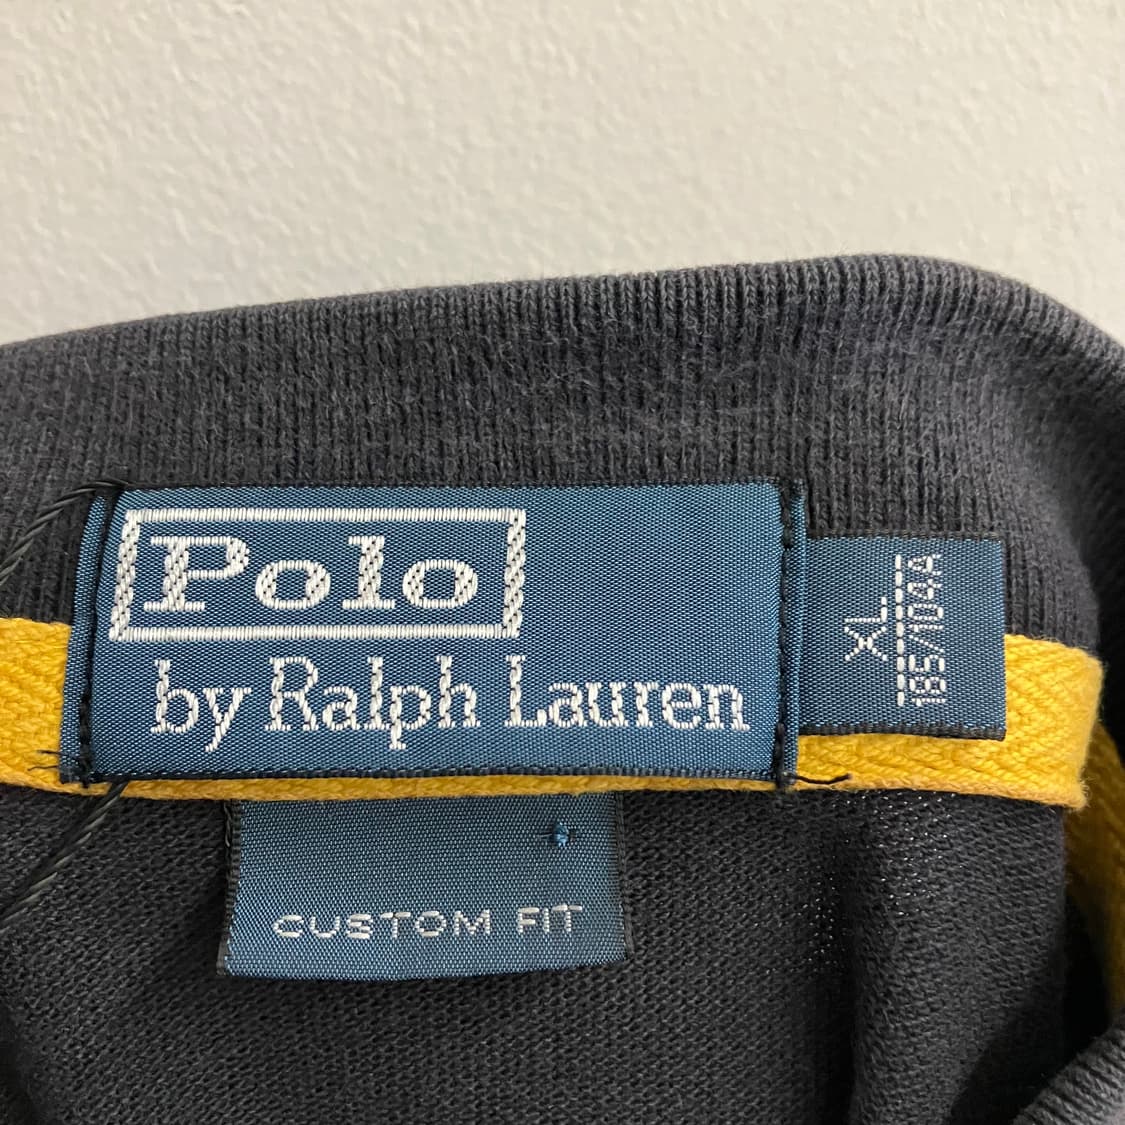 Polo
by Ralph Lauren
XL
185/104A
CUSTOM FIT